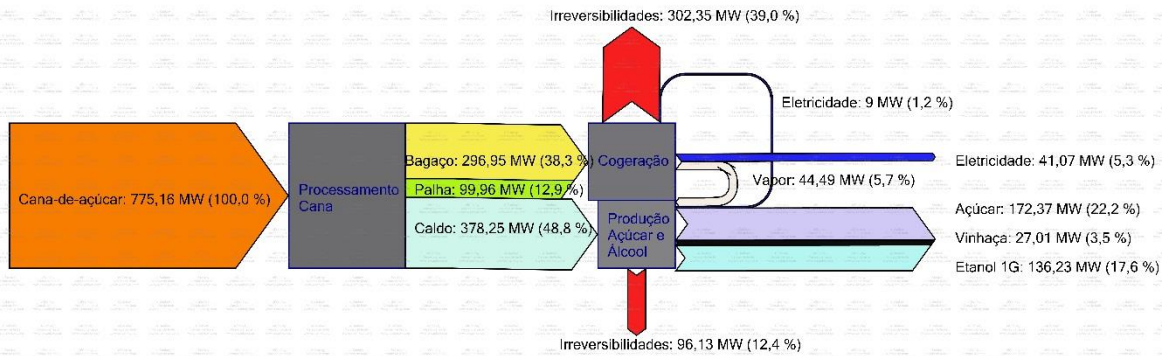 Irreversibilidades: 302,35 MW (39,0 %)
Eletricidade: 9 MW (1,2 %)
Bagaço: 296,95 MW (38,3 %)
Cogeração
Eletricidade: 41,07 MW (5,3 %)
Vapor: 44,49 MW (5,7 %)
Cana-de-açúcar: 775,16 MW (100,0 %)
Processamento
Cana
Palha: 99,96 MW (12,9 %)
Caldo: 378,25 MW (48,8 %)
Produção
Açúcar e
Álcool
Açúcar: 172,37 MW (22,2 %)
Vinhaça: 27,01 MW (3,5 %)
Etanol 1G: 136,23 MW (17,6 %)
Irreversibilidades: 96,13 MW (12,4 %)